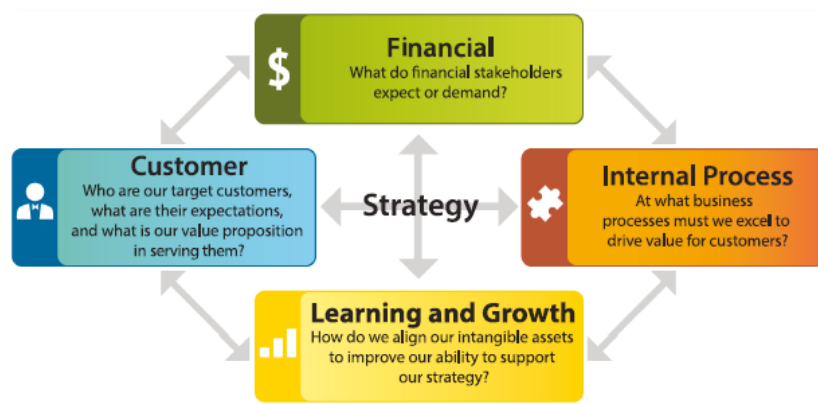 $
Financial
What do financial stakeholders
expect or demand?
Customer
Who are our target customers,
what are their expectations,
and what is our value proposition
in serving them?
Strategy
Internal Process
At what business
processes must we excel to
drive value for customers?
Learning and Growth
How do we align our intangible assets
to improve our ability to support
our strategy?